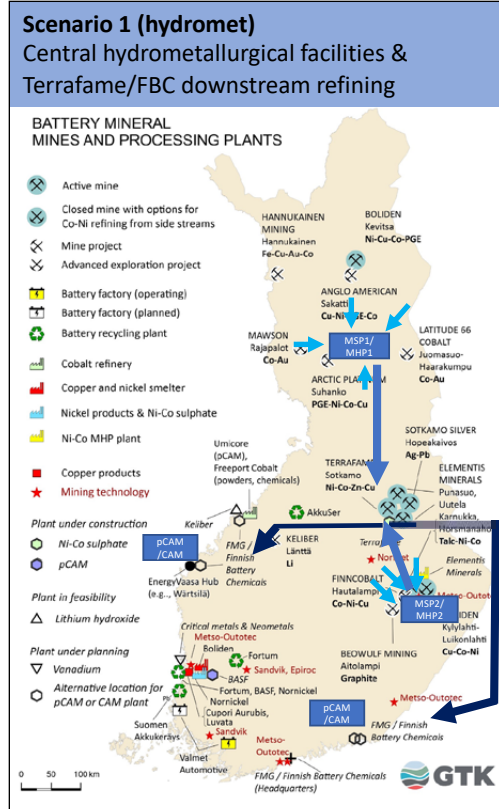 Scenario 1 (hydromet)
Central hydrometallurgical facilities &
Terrafame/FBC downstream refining
BATTERY MINERAL
MINES AND PROCESSING PLANTS
Active mine
Closed mine with options for
Co-Ni refining from side streams
Mine project
Advanced exploration project
Battery factory (operating)
Battery factory (planned)
Battery recycling plant
Cobalt refinery
Copper and nickel smelter
Nickel products & Ni-Co sulphate
Ni-Co MHP plant
Copper products
Mining technology
Plant under construction
Ni-Co sulphate
pCAM
Plant in feasibility
Lithium hydroxide
Plant under planning
Vanadium
Alternative location for
pCAM or CAM plant
HANNUKAINEN
MINING
Hannukainen
Fe-Cu-Au-Co
BOLIDEN
Kevitsa
Ni-Cu-Co-PGE
ANGLO AMERICAN
Sakatti
Cu-Ni-PGE-Co
MAWSON
Rajapalot
Co-Au
MSP1/
MHP1
LATITUDE 66
COBALT
Juomasuo-
Haarakumpu
Co-Au
ARCTIC PLATINUM
Suhanko
PGE-Ni-Co-Cu
SOTKAMO SILVER
Hopeakaivos
Ag-Pb
TERRAFAME
Sotkamo
Ni-Co-Zn-Cu
ELEMENTIS
MINERALS
Punasuo,
Uutela
Karnukka,
Horsmanaho
Talc-Ni-Co
Umicore
(pCAM),
Freeport Cobalt
(powders, chemicals)
AkkuSer
Keliber
pCAM
/CAM
FMG / Finnish
Battery
Chemicals
KELIBER
Länttä
Li
EnergyVaasa Hub
(e.g., Wärtsilä)
Elementis
Minerals
FINNCOBALT
Hautalampi
Co-Ni-Cu
MSP2/
MHP2
Kylylahti-
Luikonlahti
Cu-Co-Ni
BEOWULF MINING
Aitolampi
Graphite
Critical metals & Neometals
Metso-Outotec
Boliden
Fortum
Sandvik, Epiroc
BASF
Fortum, BASF, Nornickel
Nornickel
Cupori Aurubis,
Luvata
Suomen
Akkukeräys
Sandvik
Valmet
Automotive
Metso-
Outotec
Metso-Outotec
pCAM
/CAM
FMG / Finnish
Battery Chemicals
FMG / Finnish Battery Chemicals
(Headquarters)
0 50 100 km
GTK